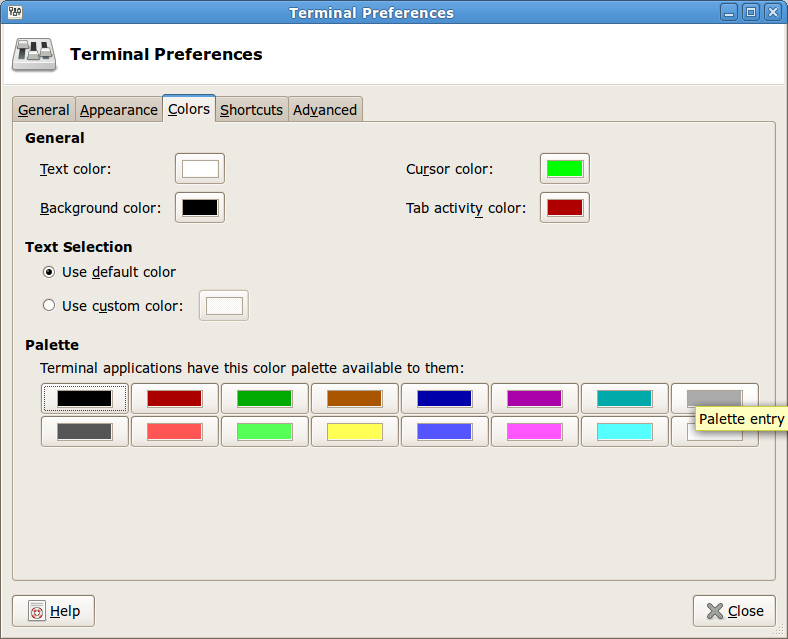 Terminal Preferences
Terminal Preferences
General Appearance Colors Shortcuts Advanced
General
Text color: Cursor color:
Background color: Tab activity color:
Text Selection
Use default color
Use custom color:
Palette
Terminal applications have this color palette available to them:
Palette entry
Help Close